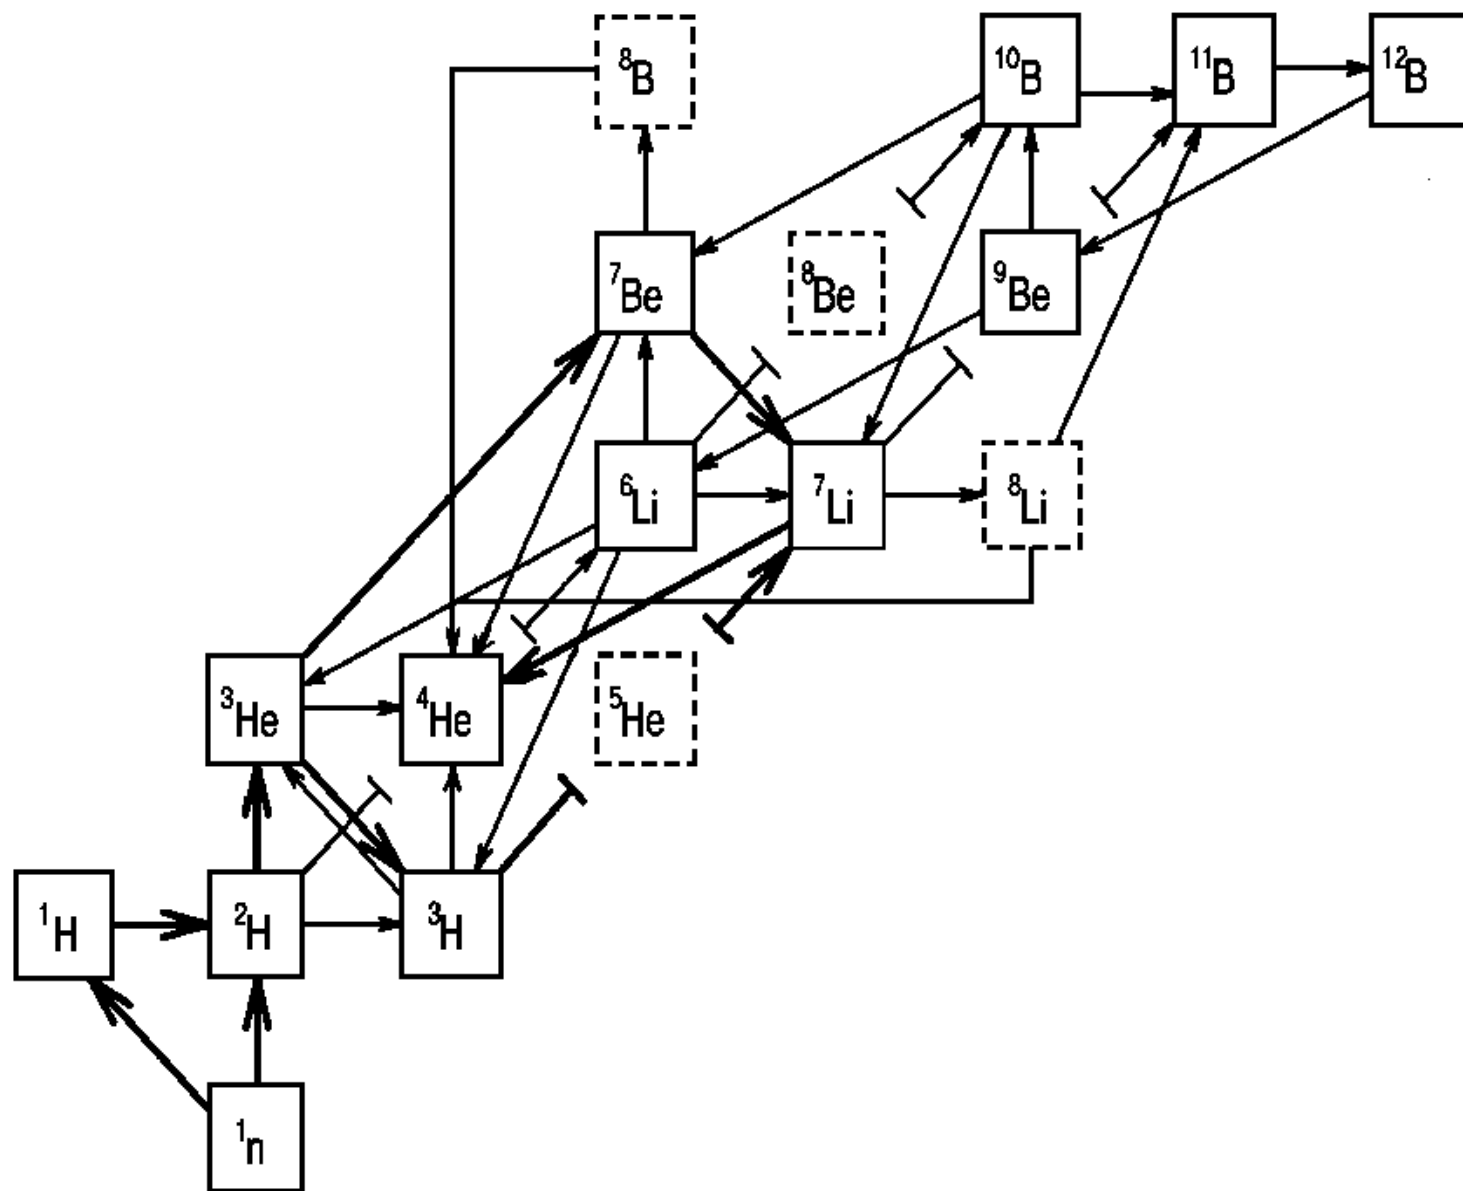 ⁸B ¹⁰B ¹¹B ¹²B
⁷Be ⁸Be ⁹Be
⁶Li ⁷Li ⁸Li
³He ⁴He ⁵He
¹H ²H ³H
¹n